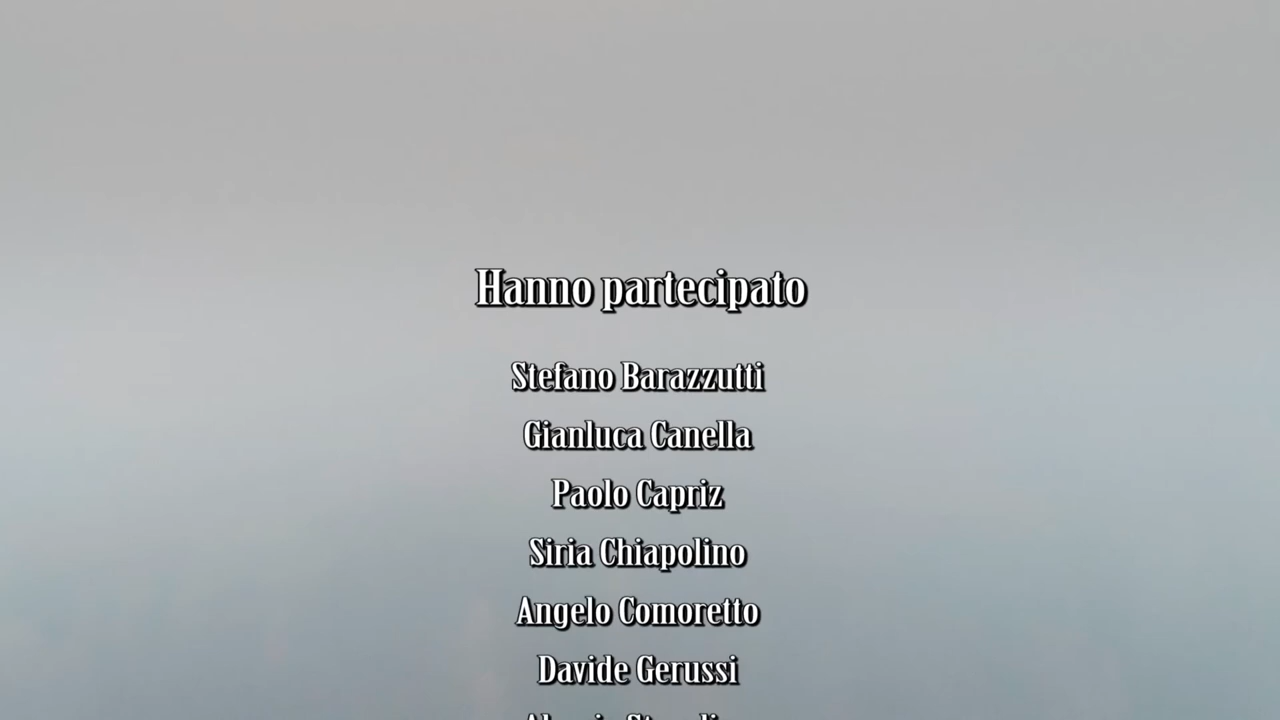 Hanno partecipato
Stefano Barazzutti
Gianluca Canella
Paolo Capriz
Siria Chiapolino
Angelo Comoretto
Davide Gerussi